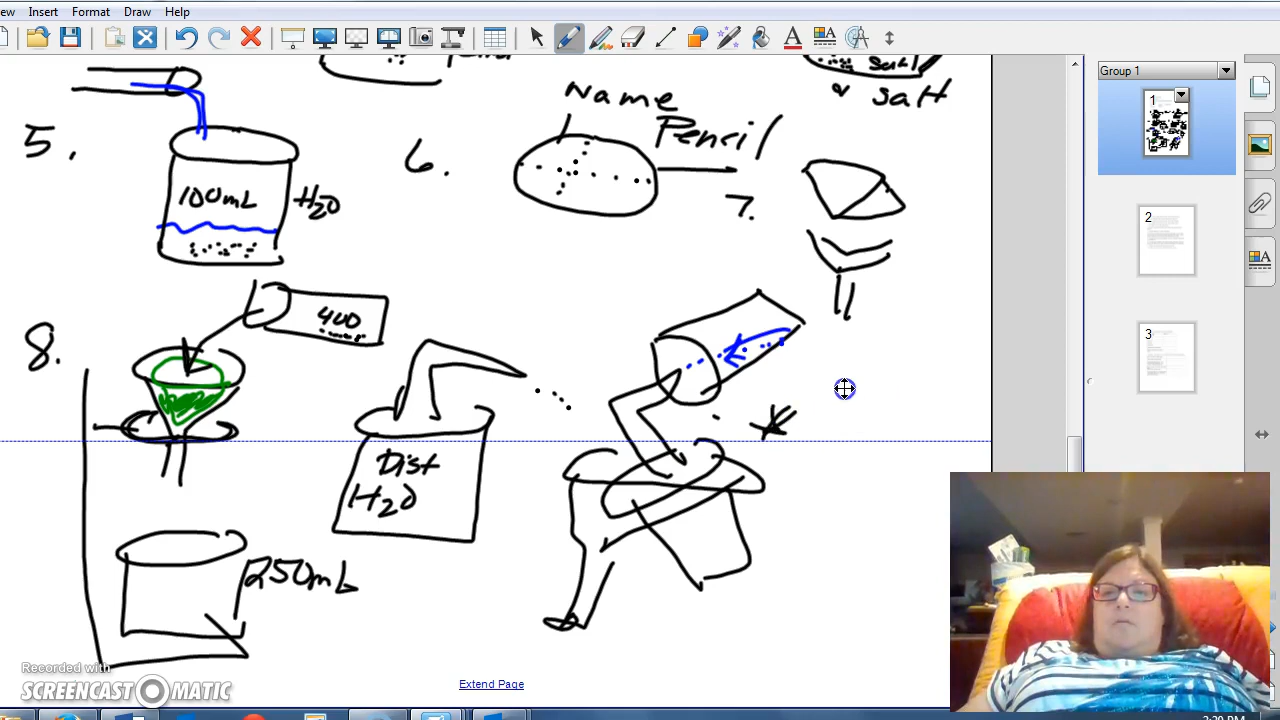 ew Insert Format Draw Help
Group 1
1
2
3
salt
& salt
Name
Pencil
5.
6.
7.
100mL
H2O
8.
400
Dist
H2O
250mL
Extend Page
Recorded with
SCREENCAST O MATIC